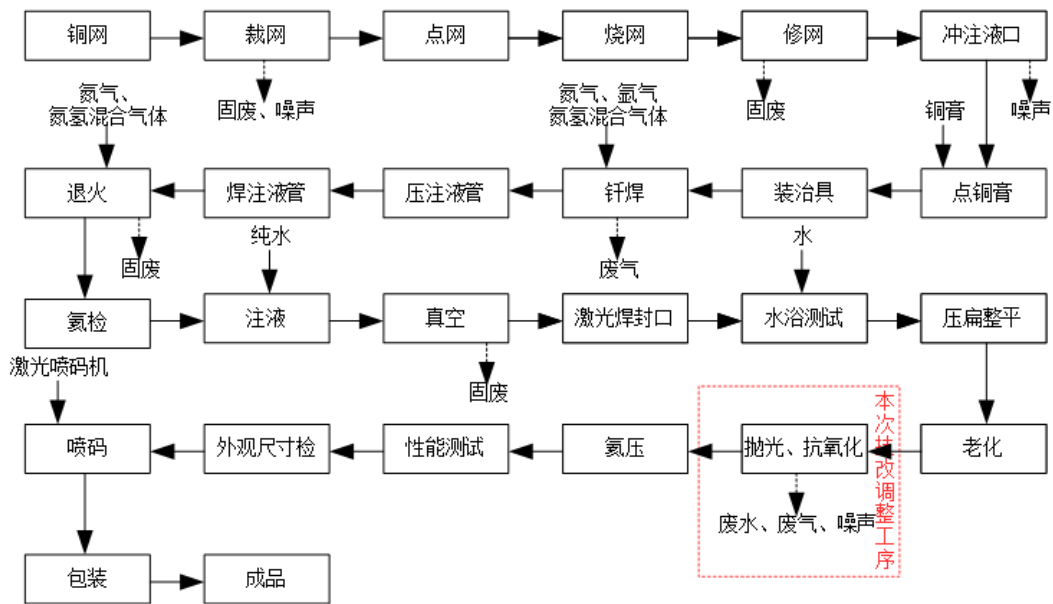 铜网
裁网
点网
烧网
修网
冲注液口
氮气、
氮氢混合气体
固废、噪声
氮气、氩气
氮氢混合气体
固废
铜膏
噪声
退火
焊注液管
压注液管
钎焊
装治具
点铜膏
固废
纯水
废气
水
氦检
注液
真空
激光焊封口
水浴测试
压扁整平
激光喷码机
固废
喷码
外观尺寸检
性能测试
氦压
抛光、抗氧化
老化
废水、废气、噪声
本次技改调整工序
包装
成品